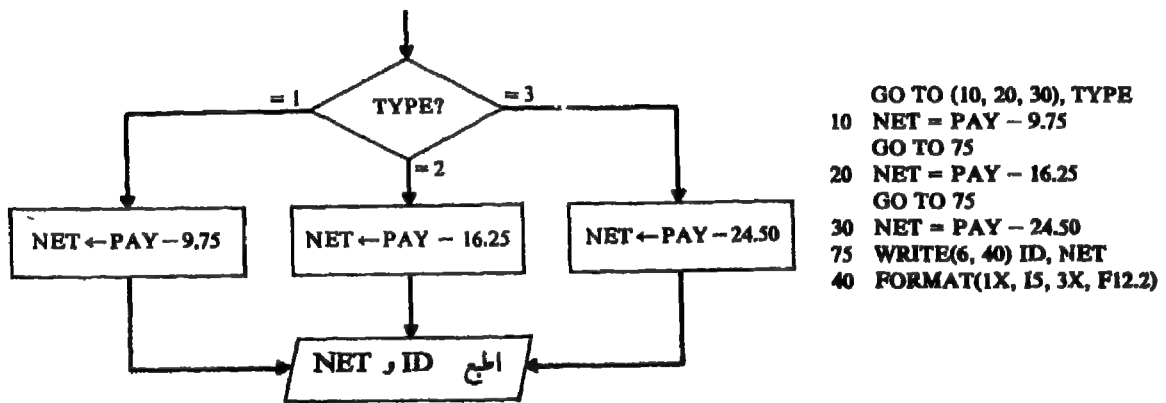 TYPE?
= 1
= 3
= 2
NET ← PAY − 9.75
NET ← PAY − 16.25
NET ← PAY − 24.50
اطبع ID و NET
GO TO (10, 20, 30), TYPE
10 NET = PAY − 9.75
GO TO 75
20 NET = PAY − 16.25
GO TO 75
30 NET = PAY − 24.50
75 WRITE(6, 40) ID, NET
40 FORMAT(1X, I5, 3X, F12.2)